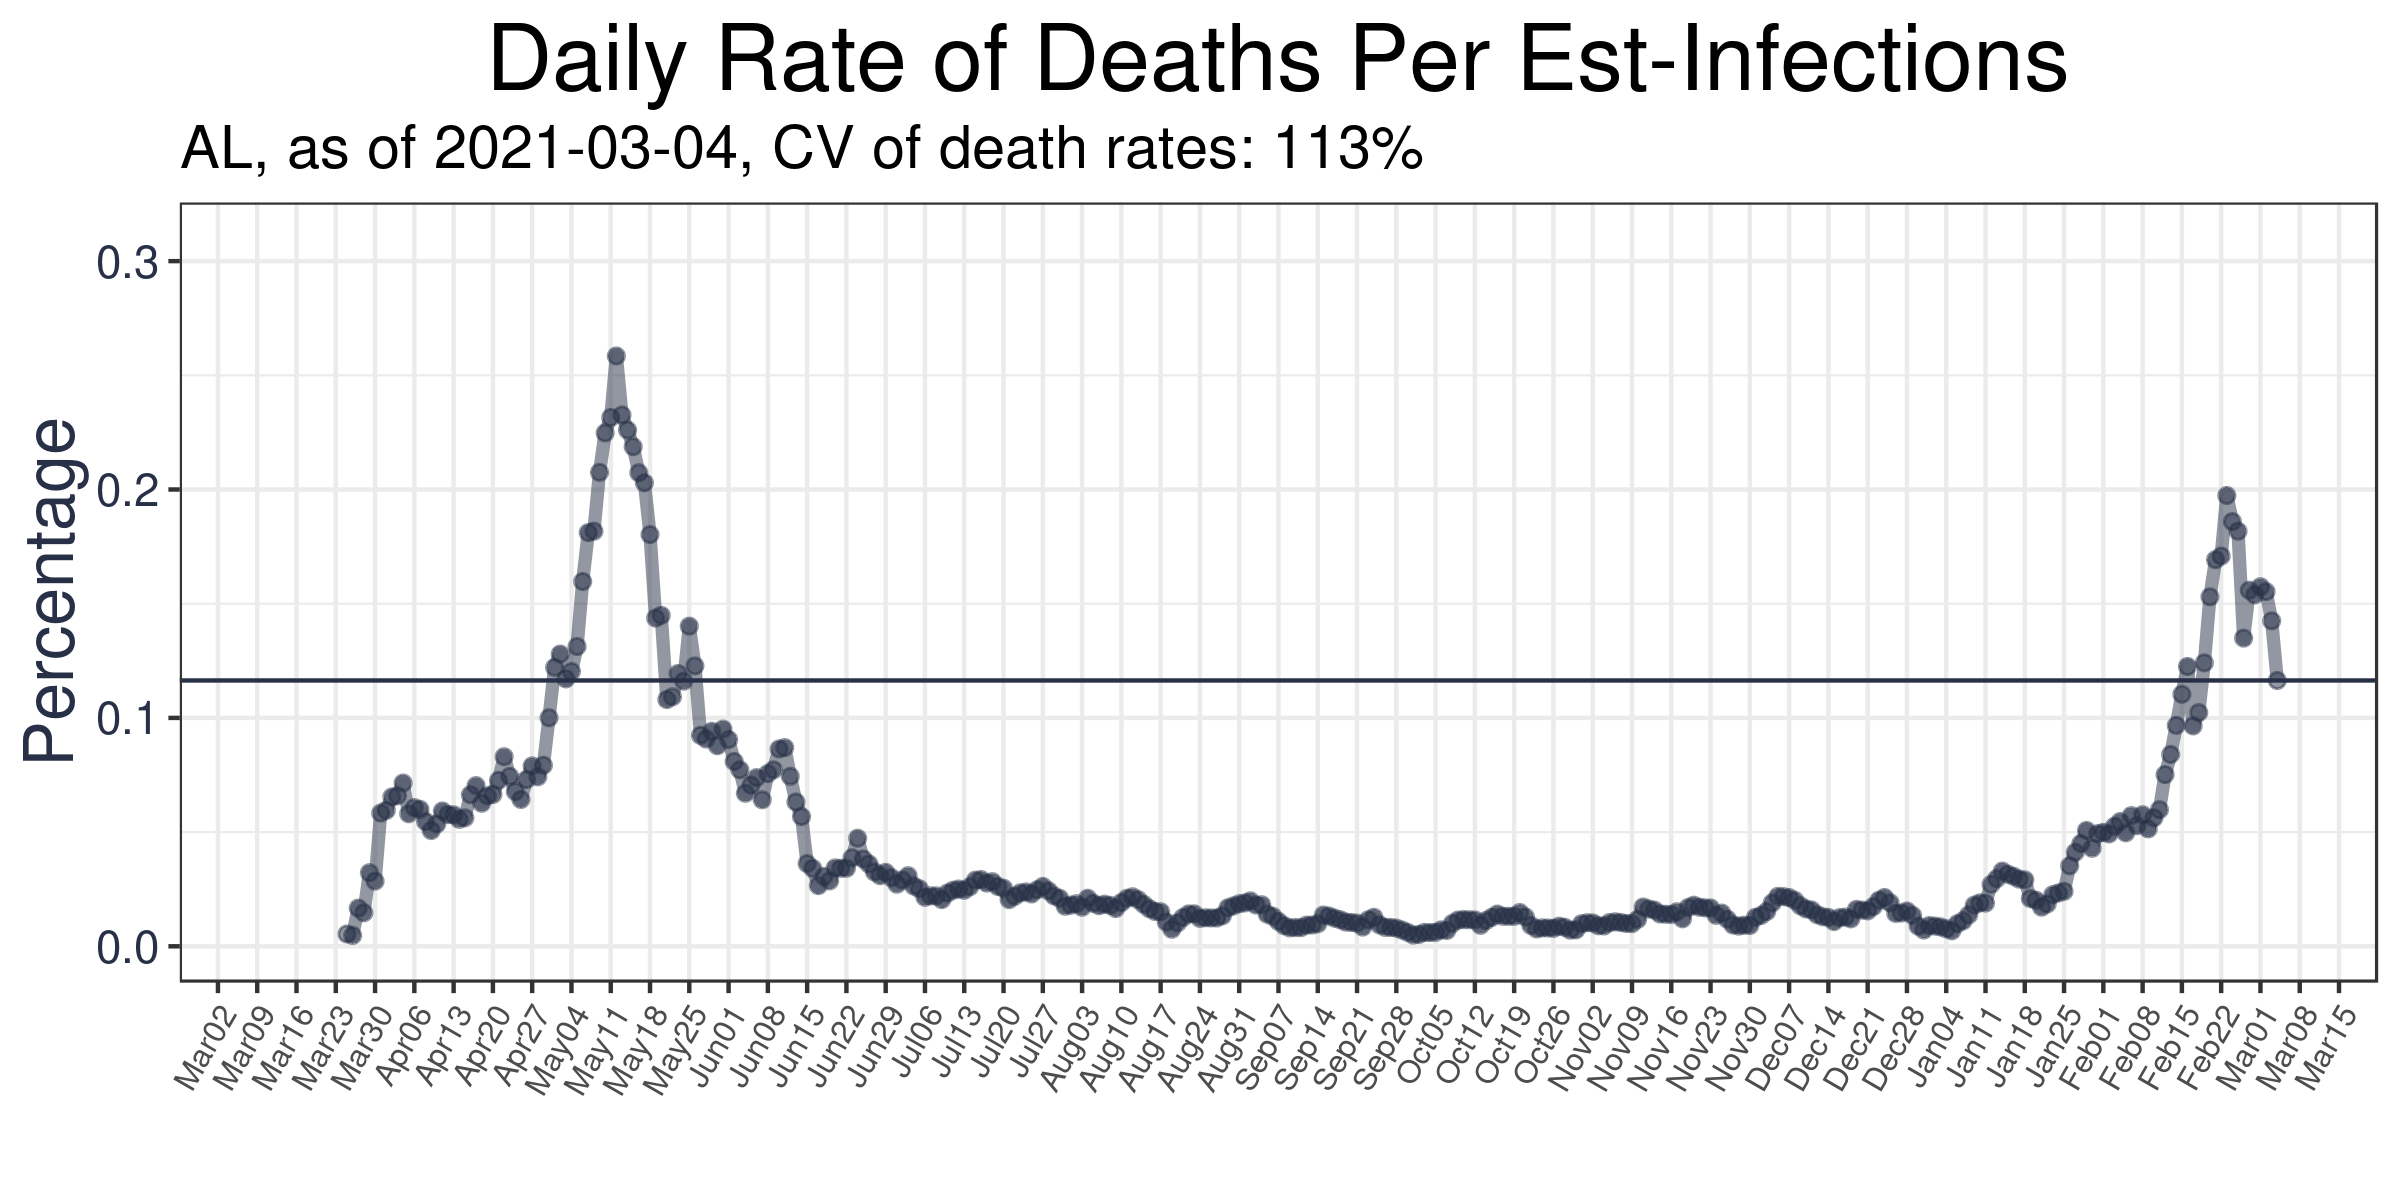 Daily Rate of Deaths Per Est-Infections
AL, as of 2021-03-04, CV of death rates: 113%
Percentage
0.3
0.2
0.1
0.0
Mar02
Mar09
Mar16
Mar23
Mar30
Apr06
Apr13
Apr20
Apr27
May04
May11
May18
May25
Jun01
Jun08
Jun15
Jun22
Jun29
Jul06
Jul13
Jul20
Jul27
Aug03
Aug10
Aug17
Aug24
Aug31
Sep07
Sep14
Sep21
Sep28
Oct05
Oct12
Oct19
Oct26
Nov02
Nov09
Nov16
Nov23
Nov30
Dec07
Dec14
Dec21
Dec28
Jan04
Jan11
Jan18
Jan25
Feb01
Feb08
Feb15
Feb22
Mar01
Mar08
Mar15